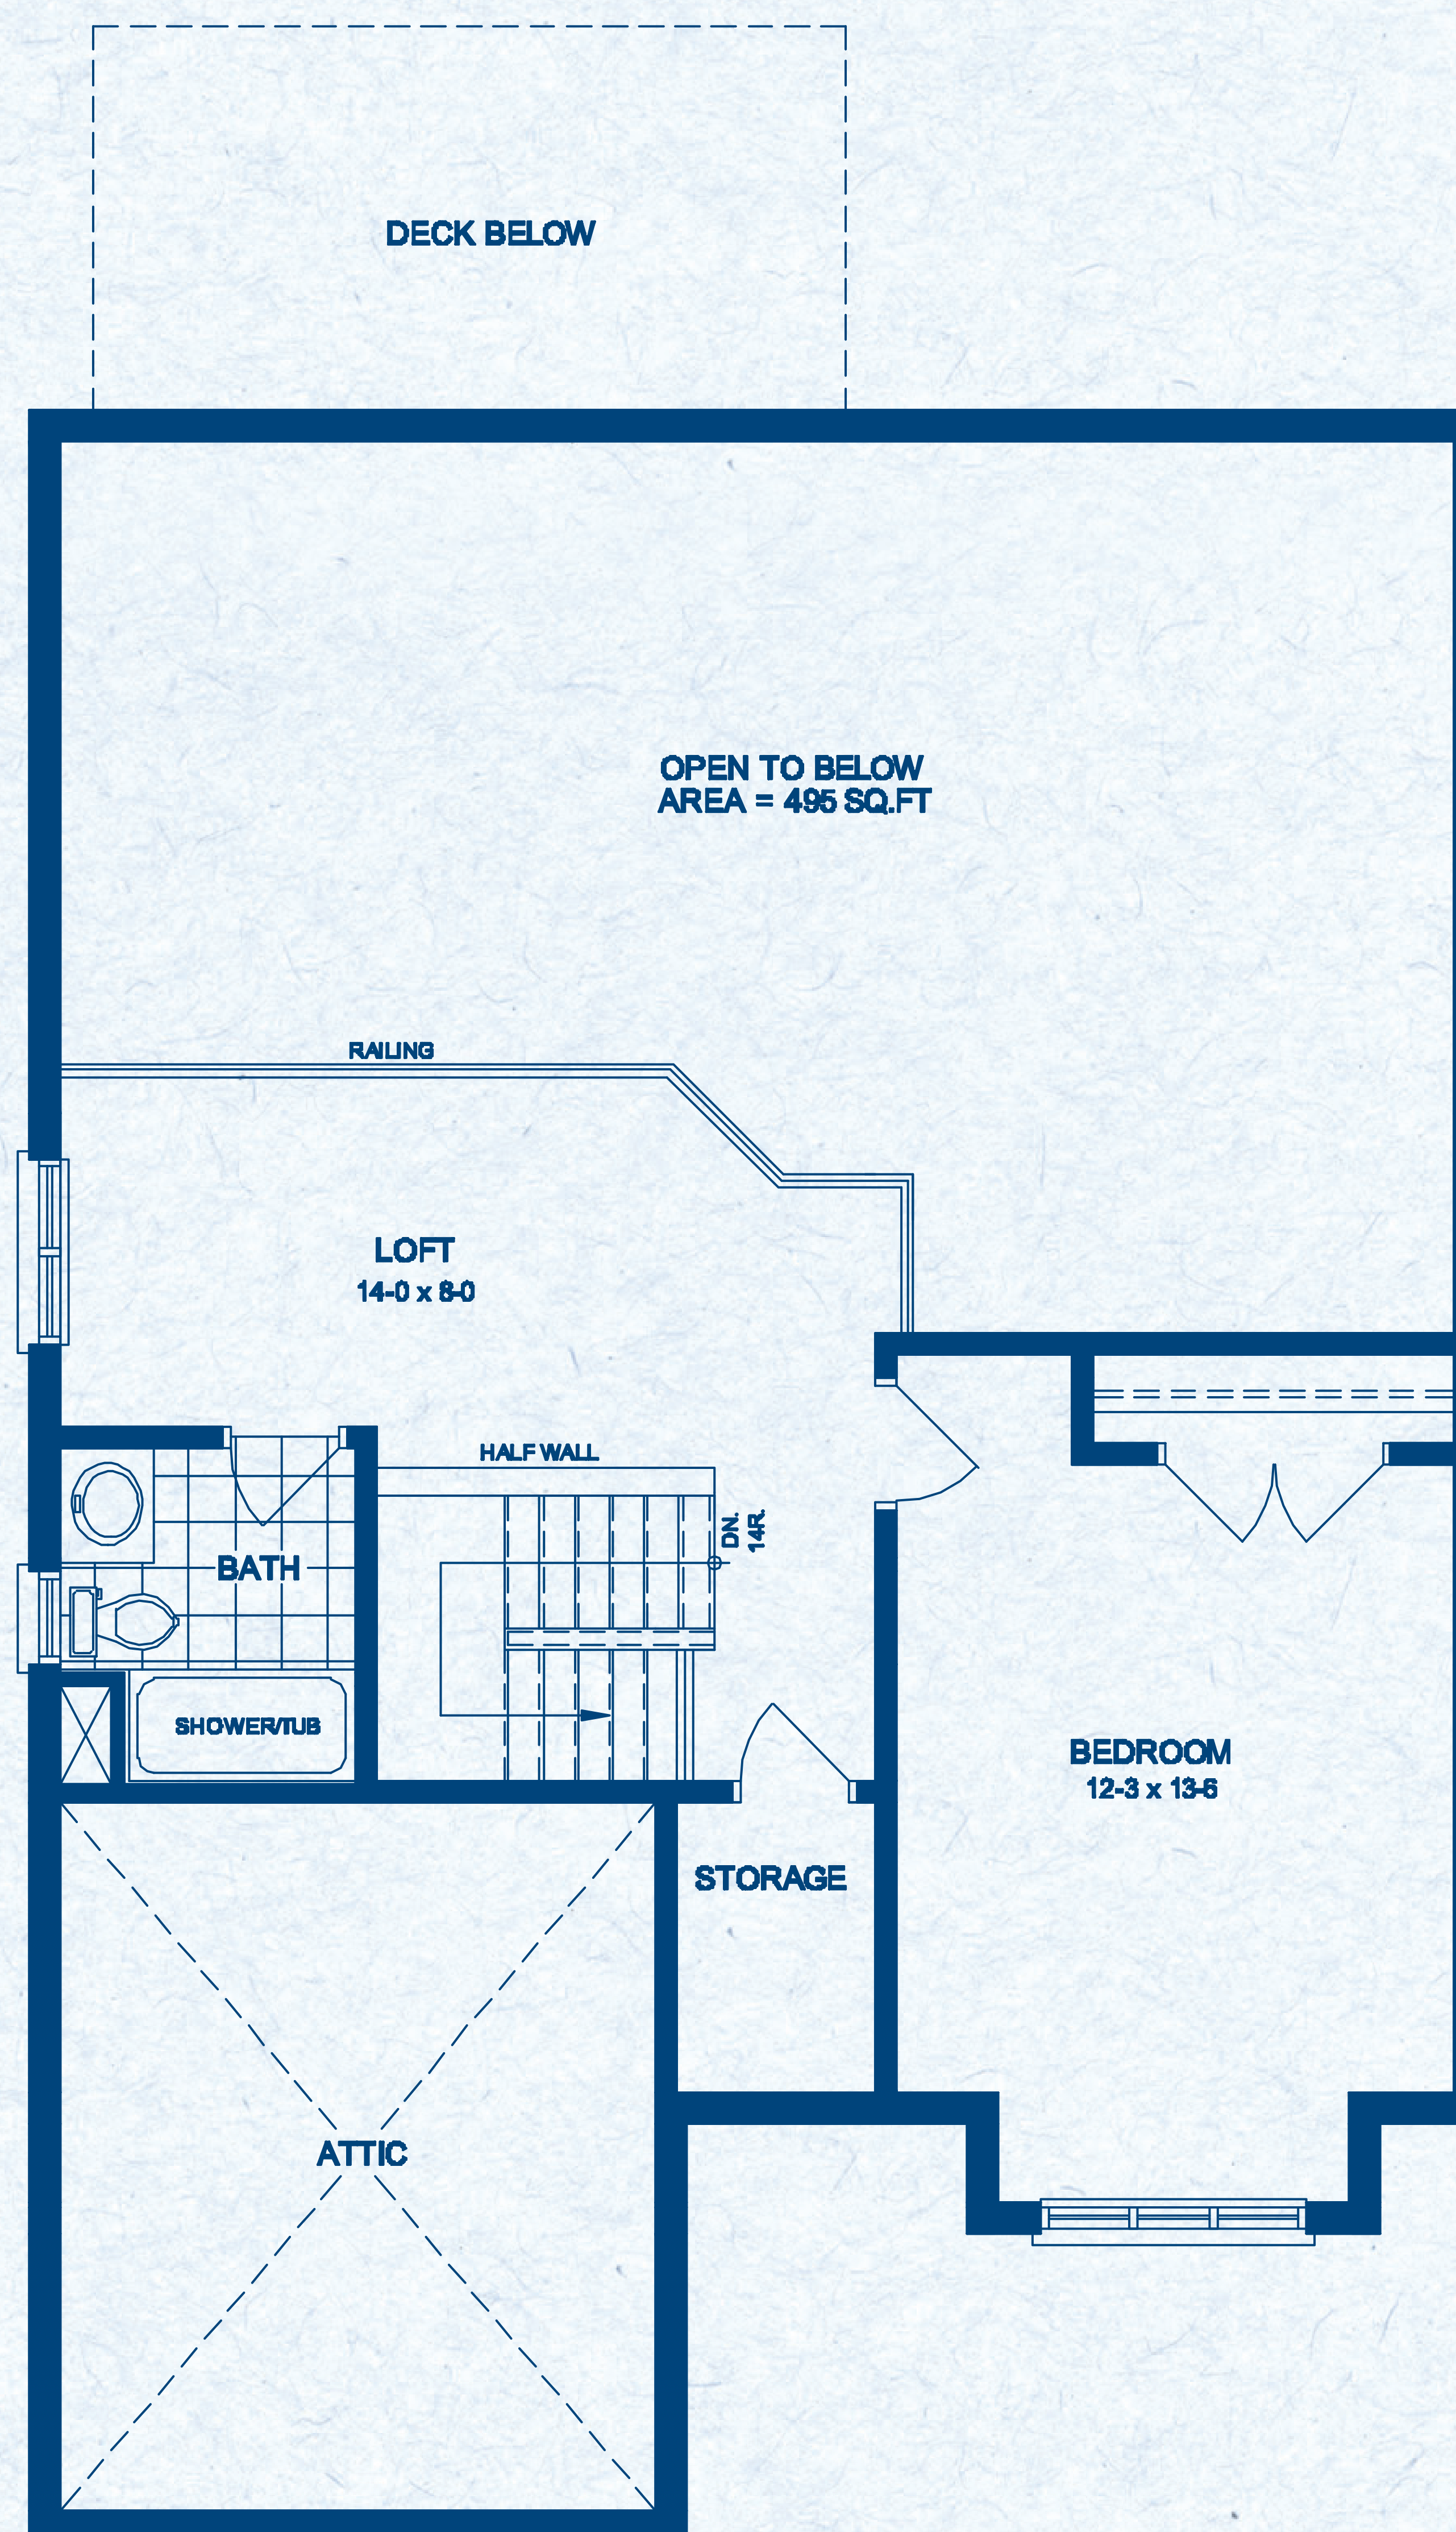 DECK BELOW
OPEN TO BELOW
AREA = 495 SQ.FT
RAILING
LOFT
14-0 x 8-0
HALF WALL
DN.
14R.
BATH
SHOWER/TUB
BEDROOM
12-3 x 13-6
STORAGE
ATTIC